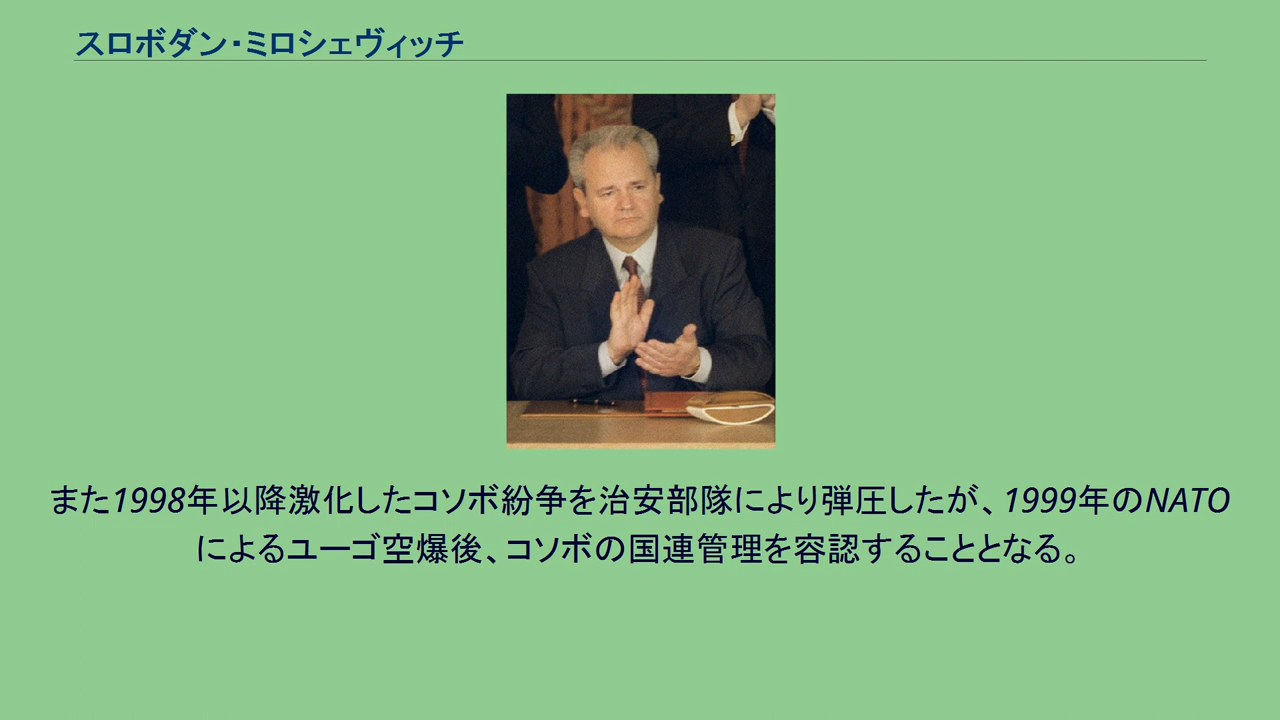 スロボダン・ミロシェヴィッチ
また1998年以降激化したコソボ紛争を治安部隊により弾圧したが、1999年のNATO
によるユーゴ空爆後、コソボの国連管理を容認することとなる。